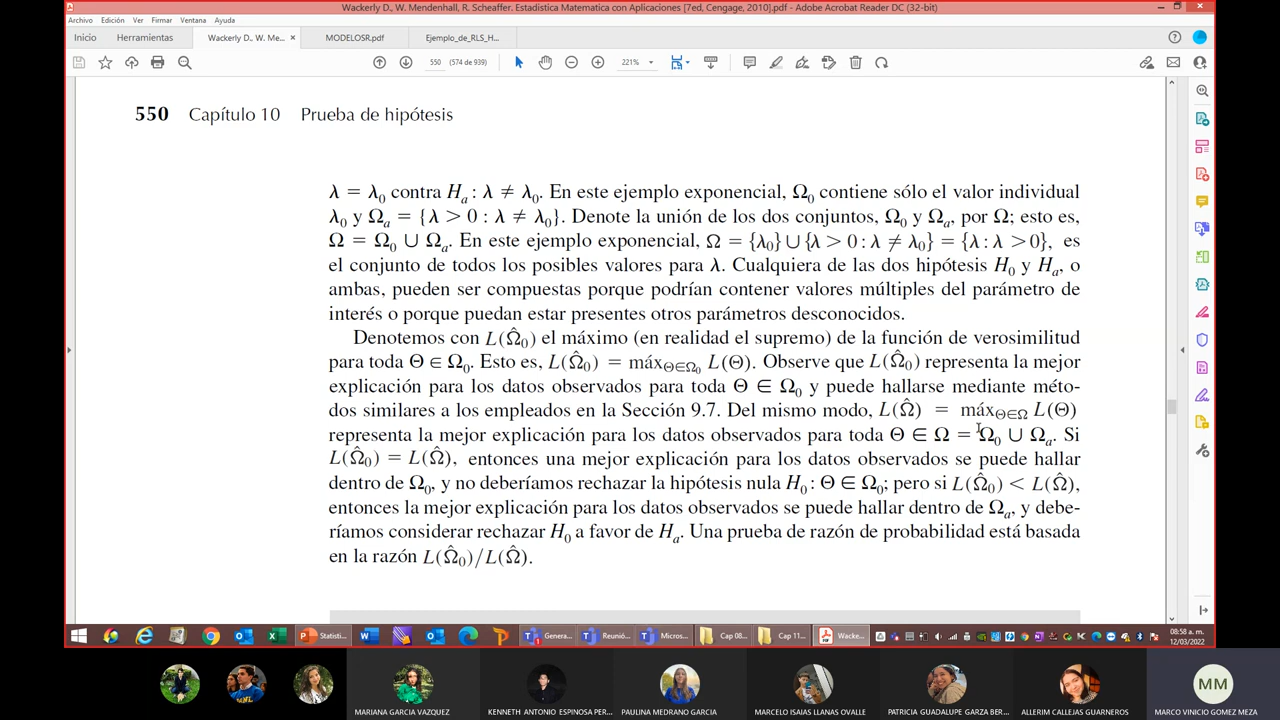 Wackerly D., W. Mendenhall, R. Scheaffer. Estadística Matematica con Aplicaciones [7ed, Cengage, 2010].pdf - Adobe Acrobat Reader DC (32-bit)
Archivo Edición Ver Firmar Ventana Ayuda
Inicio Herramientas Wackerly D., W. Me... × MODELOSR.pdf Ejemplo_de_RLS_H...
550 (574 de 939) 221%
550 Capítulo 10 Prueba de hipótesis
λ = λ₀ contra Hₐ : λ ≠ λ₀. En este ejemplo exponencial, Ω₀ contiene sólo el valor individual
λ₀ y Ωₐ = {λ > 0 : λ ≠ λ₀}. Denote la unión de los dos conjuntos, Ω₀ y Ωₐ, por Ω; esto es,
Ω = Ω₀ ∪ Ωₐ. En este ejemplo exponencial, Ω = {λ₀} ∪ {λ > 0 : λ ≠ λ₀} = {λ : λ > 0}, es
el conjunto de todos los posibles valores para λ. Cualquiera de las dos hipótesis H₀ y Hₐ, o
ambas, pueden ser compuestas porque podrían contener valores múltiples del parámetro de
interés o porque puedan estar presentes otros parámetros desconocidos.
Denotemos con L(Ω̂₀) el máximo (en realidad el supremo) de la función de verosimilitud
para toda Θ ∈ Ω₀. Esto es, L(Ω̂₀) = máx_Θ∈Ω₀ L(Θ). Observe que L(Ω̂₀) representa la mejor
explicación para los datos observados para toda Θ ∈ Ω₀ y puede hallarse mediante méto-
dos similares a los empleados en la Sección 9.7. Del mismo modo, L(Ω̂) = máx_Θ∈Ω L(Θ)
representa la mejor explicación para los datos observados para toda Θ ∈ Ω = Ω₀ ∪ Ωₐ. Si
L(Ω̂₀) = L(Ω̂), entonces una mejor explicación para los datos observados se puede hallar
dentro de Ω₀, y no deberíamos rechazar la hipótesis nula H₀ : Θ ∈ Ω₀; pero si L(Ω̂₀) < L(Ω̂),
entonces la mejor explicación para los datos observados se puede hallar dentro de Ωₐ, y debe-
ríamos considerar rechazar H₀ a favor de Hₐ. Una prueba de razón de probabilidad está basada
en la razón L(Ω̂₀)/L(Ω̂).
Statisti... Genera... Reunió... Micros... Cap 08... Cap 11... Wacke...
08:58 a. m.
12/03/2022
MM
MARIANA GARCIA VAZQUEZ KENNETH ANTONIO ESPINOSA PER... PAULINA MEDRANO GARCIA MARCELO ISAIAS LLANAS OVALLE PATRICIA GUADALUPE GARZA BER... ALLERIM CALLEJAS GUARNEROS MARCO VINICIO GOMEZ MEZA